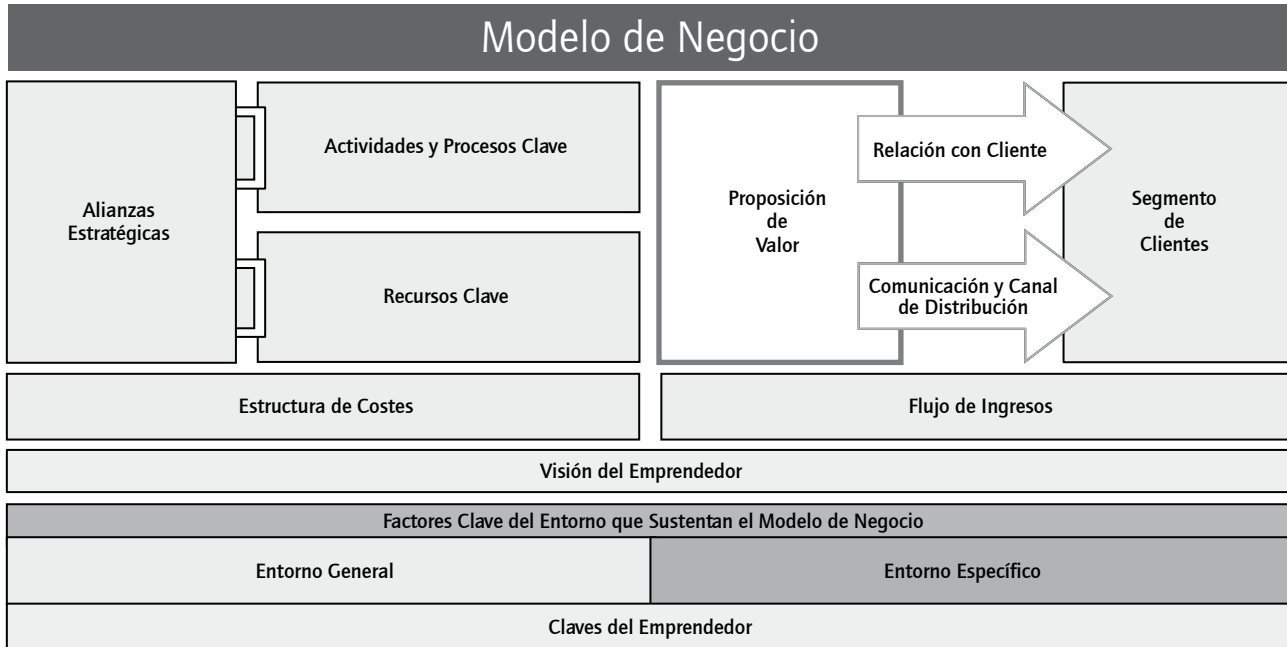 Modelo de Negocio
Alianzas
Estratégicas
Actividades y Procesos Clave
Recursos Clave
Proposición
de
Valor
Relación con Cliente
Comunicación y Canal
de Distribución
Segmento
de
Clientes
Estructura de Costes
Flujo de Ingresos
Visión del Emprendedor
Factores Clave del Entorno que Sustentan el Modelo de Negocio
Entorno General
Entorno Específico
Claves del Emprendedor